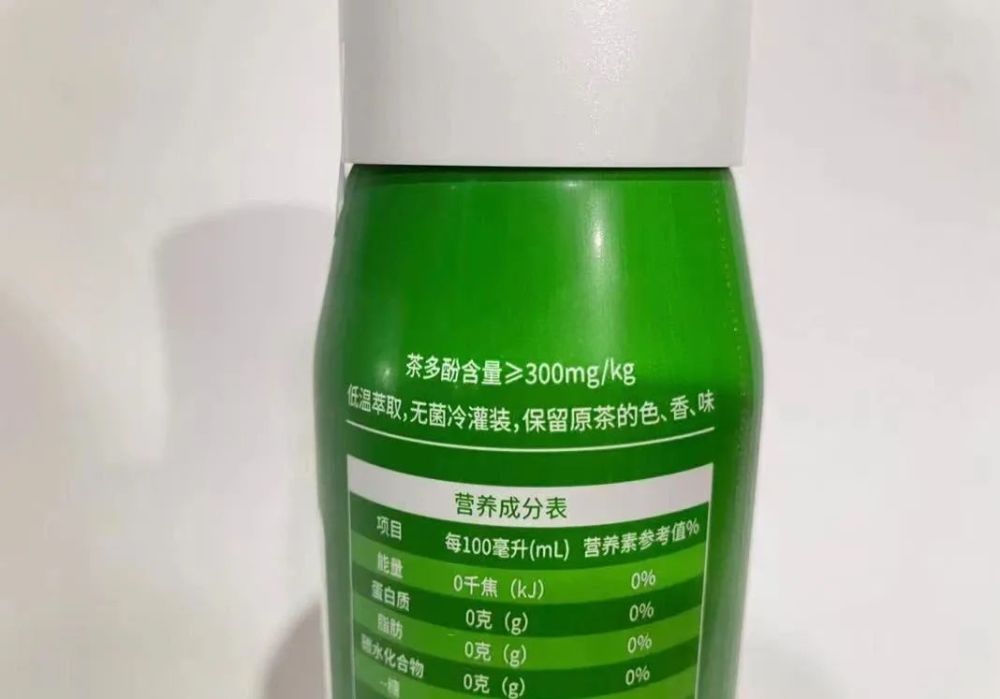 茶多酚含量≥300mg/kg
低温萃取,无菌冷灌装,保留原茶的色、香、味
营养成分表
项目 每100毫升(mL) 营养素参考值%
能量 0千焦（kJ） 0%
蛋白质 0克（g） 0%
脂肪 0克（g） 0%
碳水化合物 0克（g） 0%
--糖